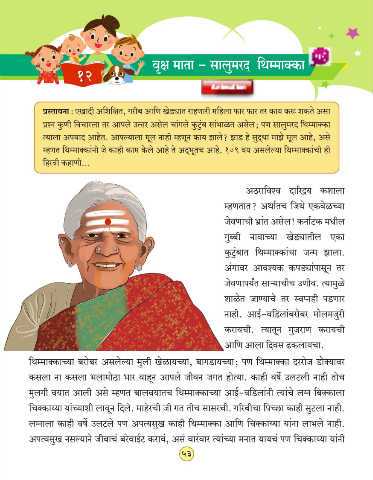 १२
वृक्ष माता – सालुमरद थिम्माक्का
प्रस्तावना : एखादी अशिक्षित, गरीब आणि खेड्यात राहणारी महिला फार फार तर काय करू शकते असा
प्रश्न कुणी विचारला तर आपले उत्तर असेल चांगले कुटुंब सांभाळत असेल; पण सालुमरद थिम्माक्का
त्याला अपवाद आहेत. आपल्याला मूल नाही म्हणून काय झाले? झाड हे सुद्धा माझे मूल आहे, असे
म्हणत थिम्माक्कांनी जे काही काम केले आहे ते अद्भुतच आहे. १०९ वय असलेल्या थिम्माक्कांची ही
हिरवी कहाणी...
अठराविश्व दारिद्र्य कशाला
म्हणतात? अर्थातच जिथे एकवेळच्या
जेवणाची भ्रांत असेल! कर्नाटक मधील
गुब्बी नावाच्या खेड्यातील एका
कुटुंबात थिम्माक्कांचा जन्म झाला.
अंगावर आवश्यक कपड्यांपासून तर
जेवणापर्यंत साऱ्याचीच उणीव. त्यामुळे
शाळेत जाण्याचे तर स्वप्नही पडणार
नाही. आई-वडिलांबरोबर मोलमजुरी
करायची. त्यातून गुजराण करायची
आणि आला दिवस ढकलायचा.
थिम्माक्काच्या बरोबर असलेल्या मुली खेळायच्या, बागडायच्या; पण थिम्माक्का दररोज डोक्यावर
कसला ना कसला भलामोठा भार वाहून आपले जीवन जगत होत्या. काही वर्षे उलटली नाही तोच
मुलगी वयात आली असे म्हणत बालवयातच थिम्माक्काच्या आई-वडिलांनी त्यांचे लग्न बिक्काला
चिक्काय्या यांच्याशी लावून दिले. माहेरची जी गत तीच सासरची. गरिबीचा पिच्छा काही सुटला नाही.
लग्नाला काही वर्षे उलटले पण अपत्यसुख काही थिम्माक्का आणि चिक्काय्या यांना लाभले नाही.
अपत्यसुख नसल्याने जीवाचं बरेवाईट करावं, असं वारंवार त्यांच्या मनात यायचं पण चिक्काय्या यांनी
५३